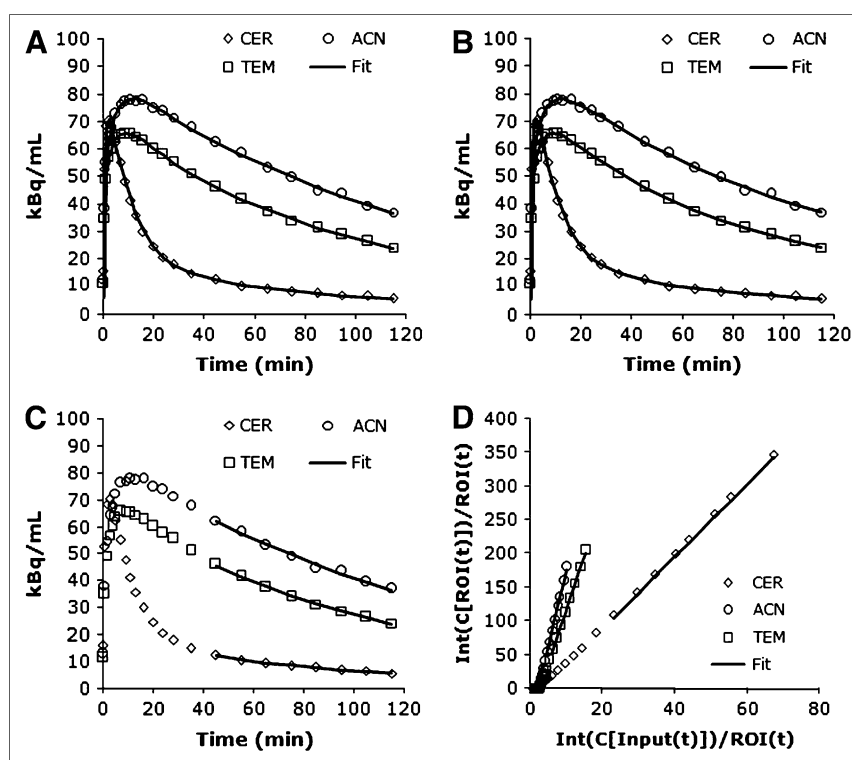 A
B
CER
ACN
TEM
Fit
CER
ACN
TEM
Fit
100
90
80
70
60
50
40
30
20
10
0
kBq/mL
0 20 40 60 80 100 120
Time (min)
100
90
80
70
60
50
40
30
20
10
0
kBq/mL
0 20 40 60 80 100 120
Time (min)
C
D
CER
ACN
TEM
Fit
100
90
80
70
60
50
40
30
20
10
0
kBq/mL
0 20 40 60 80 100 120
Time (min)
400
350
300
250
200
150
100
50
0
Int(C[ROI(t)])/ROI(t)
CER
ACN
TEM
Fit
0 20 40 60 80
Int(C[Input(t)])/ROI(t)